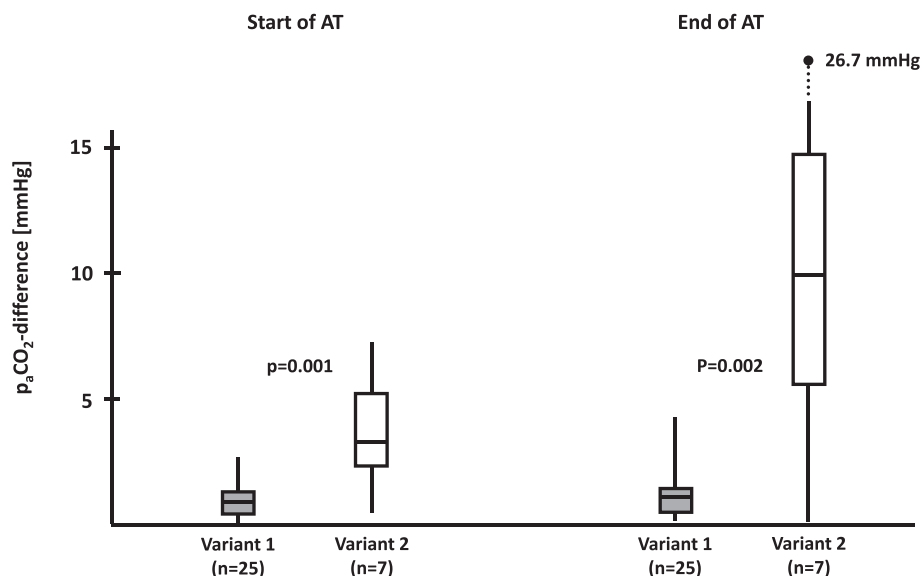 Start of AT
End of AT
26.7 mmHg
15
10
5
pₐCO₂-difference [mmHg]
p=0.001
P=0.002
Variant 1
(n=25)
Variant 2
(n=7)
Variant 1
(n=25)
Variant 2
(n=7)